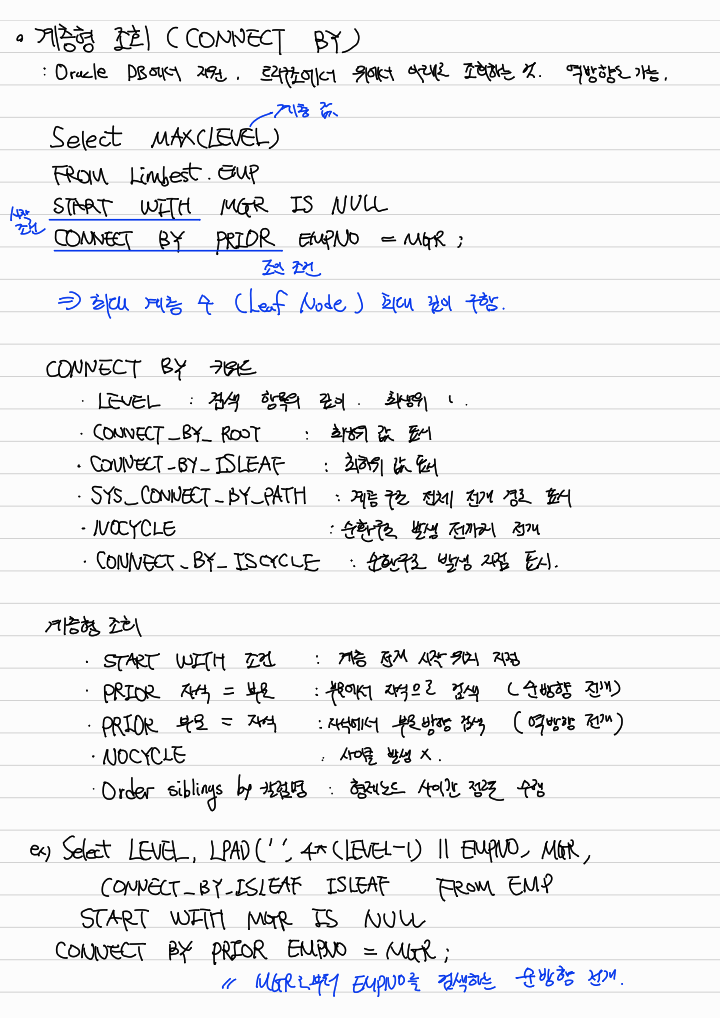 • 계층형 조회 (CONNECT BY)
: Oracle DB에서 지원. 트리구조에서 위에서 아래로 조회하는 것. 역방향도 가능.
계층 값
Select MAX(LEVEL)
FROM Limbest.EMP
START WITH MGR IS NULL
시작 조건
CONNECT BY PRIOR EMPNO = MGR;
조인 조건
⇒ 최대 계층 수 (Leaf Node) 최대 깊이 구함.
CONNECT BY 키워드
· LEVEL : 검색 항목의 깊이. 최상위 1.
· CONNECT_BY_ROOT : 최상위 값 표시
· CONNECT_BY_ISLEAF : 최하위 값 표시
· SYS_CONNECT_BY_PATH : 계층 구조 전체 전개 경로 표시
· NOCYCLE : 순환구조 발생 전까지 전개
· CONNECT_BY_ISCYCLE : 순환구조 발생 지점 표시.
계층형 조회
· START WITH 조건 : 계층 전개 시작 위치 지정
· PRIOR 자식 = 부모 : 부모에서 자식으로 검색 (순방향 전개)
· PRIOR 부모 = 자식 : 자식에서 부모방향 검색 (역방향 전개)
· NOCYCLE : 사이클 발생 X.
· Order siblings by 칼럼명 : 형제노드 사이간 정렬 수행
ex) Select LEVEL, LPAD(' ', 4*(LEVEL-1) || EMPNO, MGR,
CONNECT_BY_ISLEAF ISLEAF FROM EMP
START WITH MGR IS NULL
CONNECT BY PRIOR EMPNO = MGR;
// MGR로부터 EMPNO를 검색하는 순방향 전개.